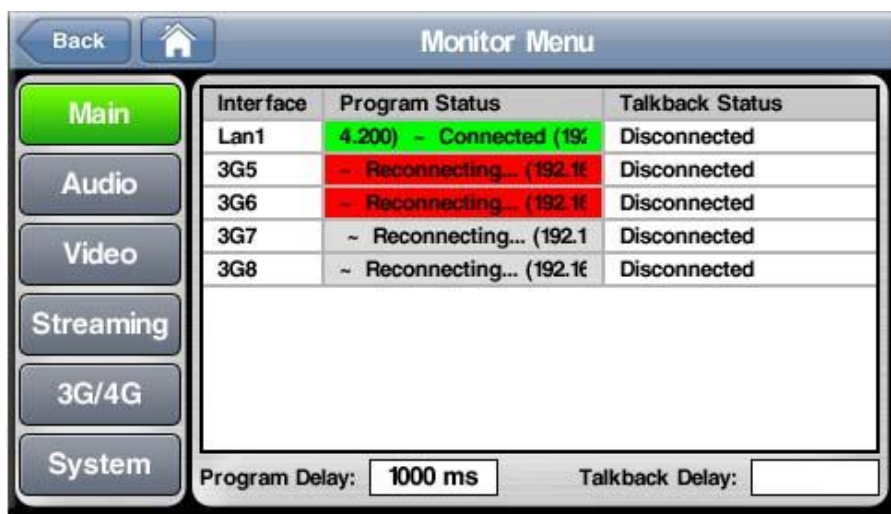 Back
Monitor Menu
Main
Audio
Video
Streaming
3G/4G
System
Interface Program Status Talkback Status
Lan1 4.200) ~ Connected (192 Disconnected
3G5 ~ Reconnecting... (192.16 Disconnected
3G6 ~ Reconnecting... (192.16 Disconnected
3G7 ~ Reconnecting... (192.1 Disconnected
3G8 ~ Reconnecting... (192.16 Disconnected
Program Delay: 1000 ms Talkback Delay: